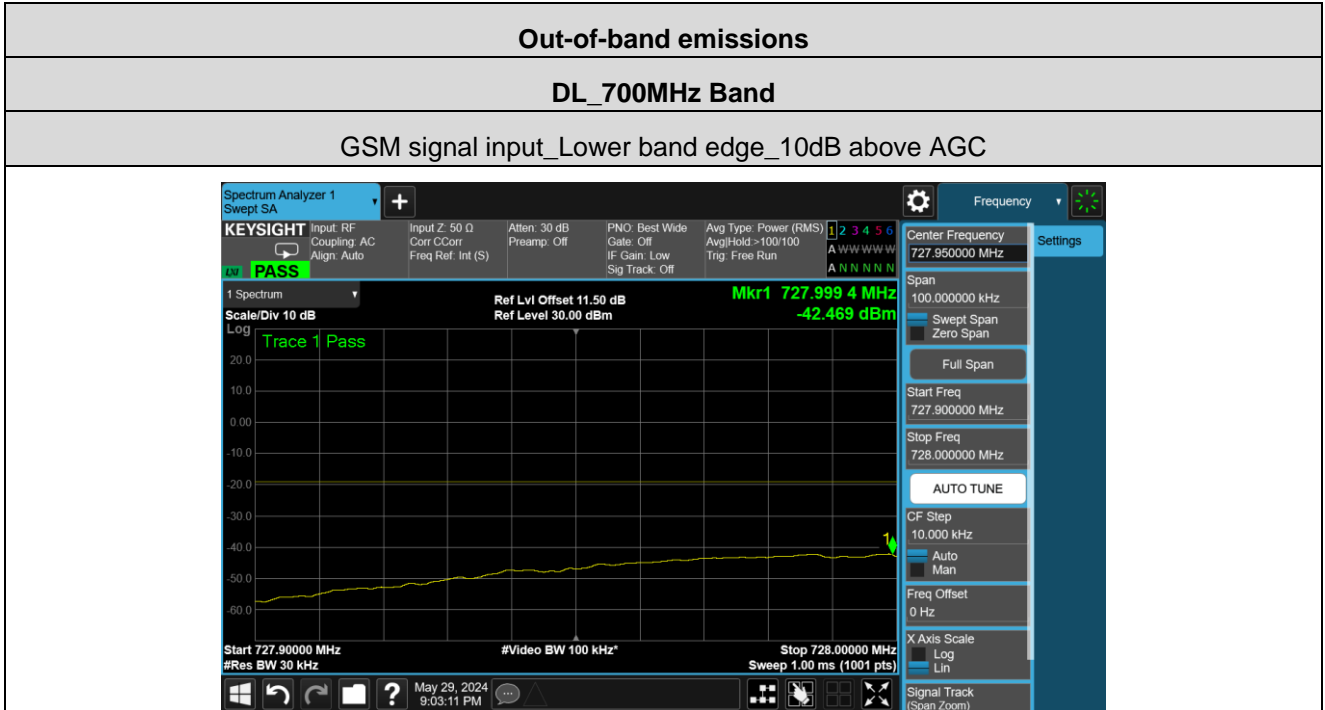 Out-of-band emissions
DL_700MHz Band
GSM signal input_Lower band edge_10dB above AGC
Spectrum Analyzer 1
Swept SA
Frequency
KEYSIGHT
Input: RF
Coupling: AC
Align: Auto
Input Z: 50 Ω
Corr CCorr
Freq Ref: Int (S)
Atten: 30 dB
Preamp: Off
PNO: Best Wide
Gate: Off
IF Gain: Low
Sig Track: Off
Avg Type: Power (RMS)
Avg|Hold:>100/100
Trig: Free Run
1 2 3 4 5 6
A W W W W W
A N N N N N
LXI
PASS
1 Spectrum
Scale/Div 10 dB
Ref Lvl Offset 11.50 dB
Ref Level 30.00 dBm
Mkr1 727.999 4 MHz
-42.469 dBm
Log
Trace 1 Pass
20.0
10.0
0.00
-10.0
-20.0
-30.0
-40.0
-50.0
-60.0
1
Start 727.90000 MHz
#Res BW 30 kHz
#Video BW 100 kHz*
Stop 728.00000 MHz
Sweep 1.00 ms (1001 pts)
May 29, 2024
9:03:11 PM
Center Frequency
727.950000 MHz
Settings
Span
100.000000 kHz
Swept Span
Zero Span
Full Span
Start Freq
727.900000 MHz
Stop Freq
728.000000 MHz
AUTO TUNE
CF Step
10.000 kHz
Auto
Man
Freq Offset
0 Hz
X Axis Scale
Log
Lin
Signal Track
(Span Zoom)